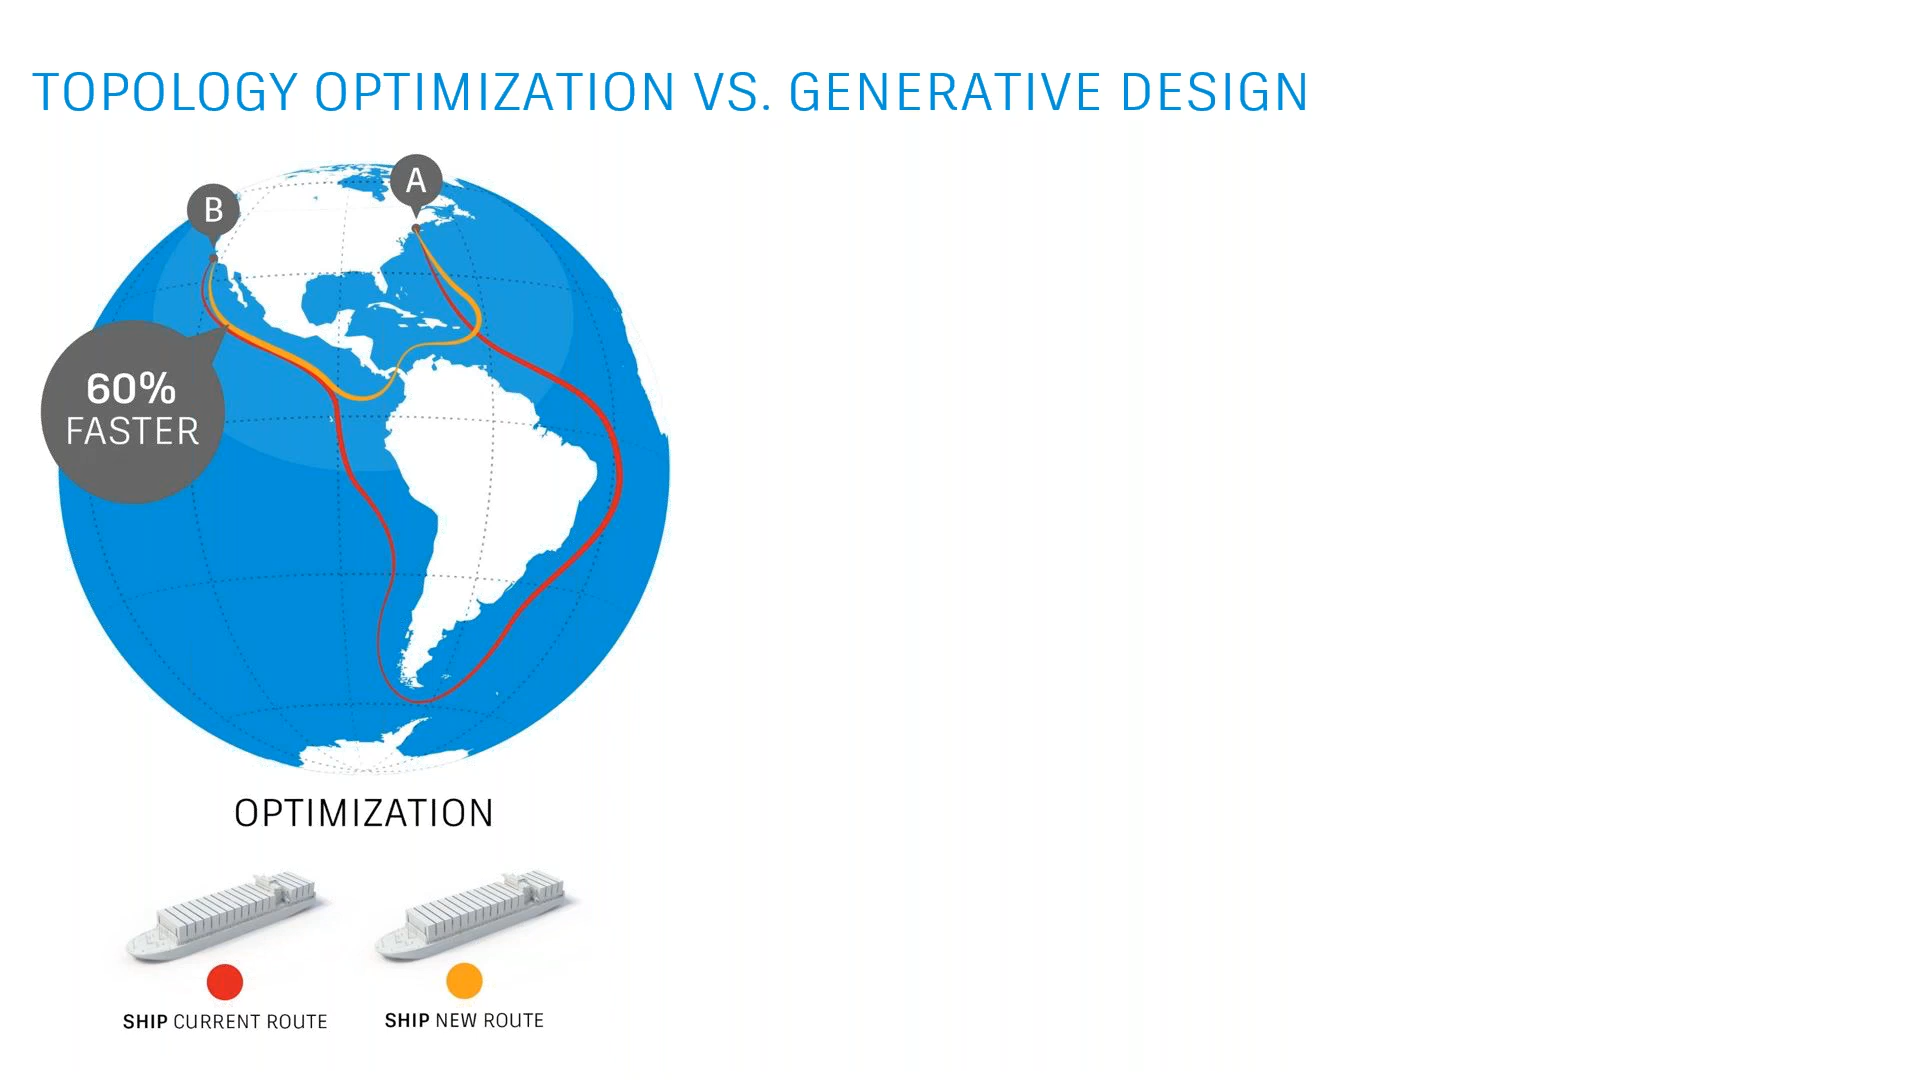 TOPOLOGY OPTIMIZATION VS. GENERATIVE DESIGN
A
B
60%
FASTER
OPTIMIZATION
SHIP CURRENT ROUTE
SHIP NEW ROUTE